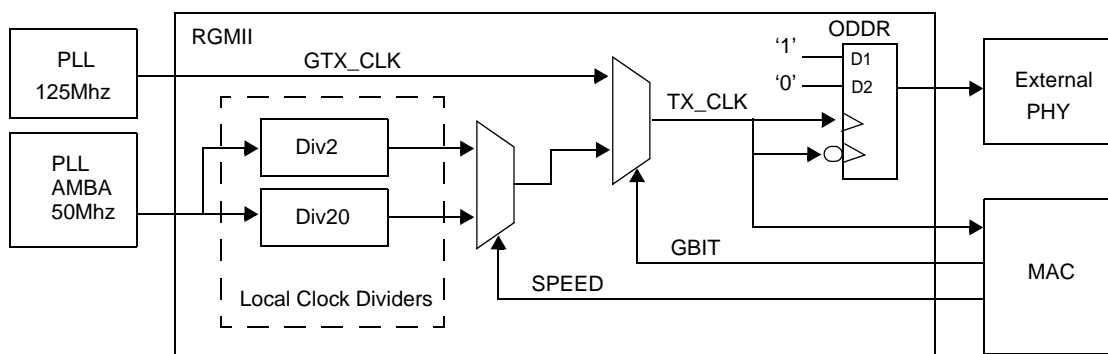 RGMII
ODDR
PLL
125Mhz
GTX_CLK
‘1’
D1
‘0’
D2
External
PHY
TX_CLK
PLL
AMBA
50Mhz
Div2
Div20
GBIT
MAC
SPEED
Local Clock Dividers